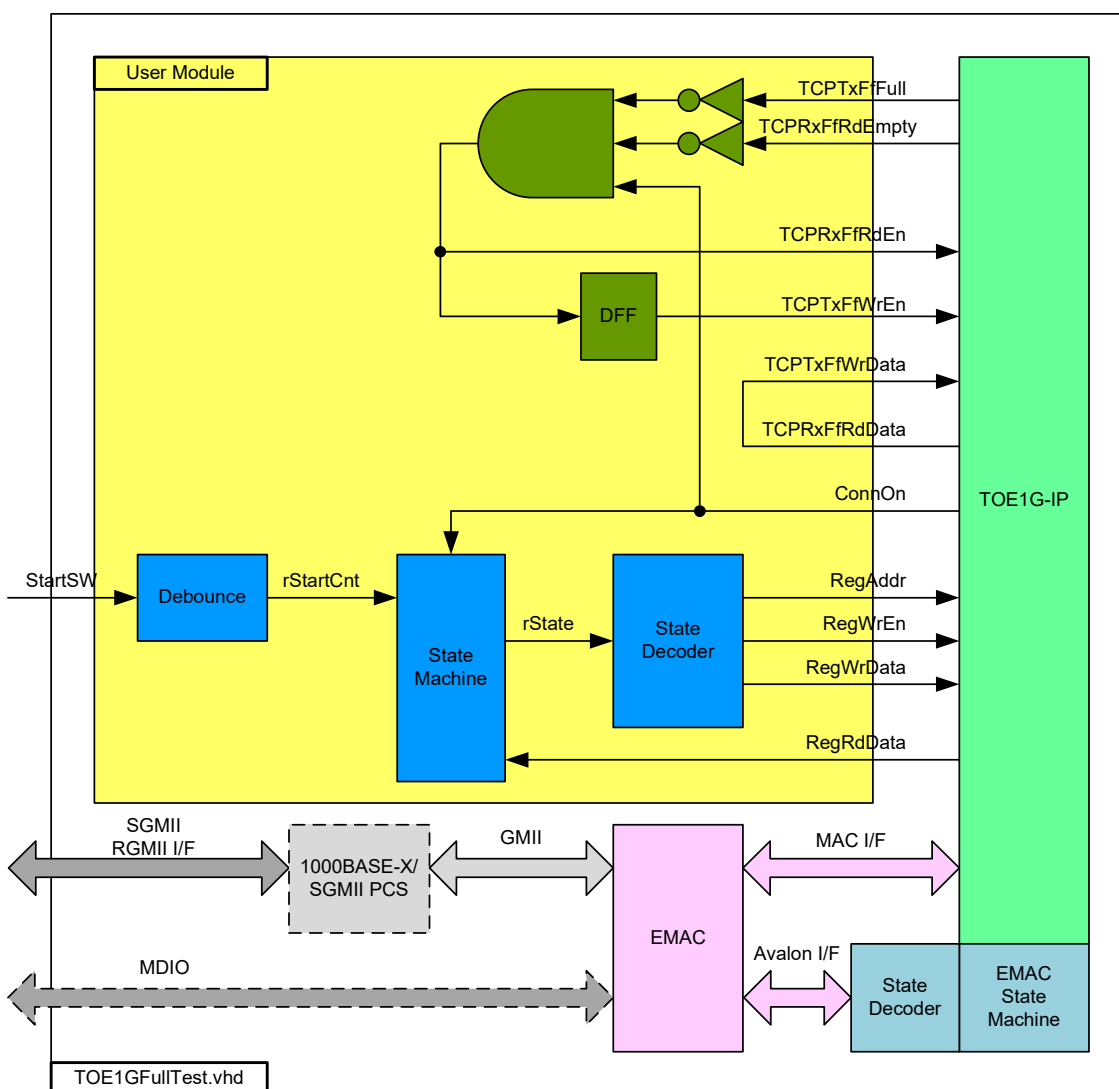 User Module
TCPTxFfFull
TCPRxFfRdEmpty
TCPRxFfRdEn
DFF
TCPTxFfWrEn
TCPTxFfWrData
TCPRxFfRdData
ConnOn
TOE1G-IP
StartSW
Debounce
rStartCnt
State
Machine
rState
State
Decoder
RegAddr
RegWrEn
RegWrData
RegRdData
SGMII
RGMII I/F
1000BASE-X/
SGMII PCS
GMII
EMAC
MAC I/F
MDIO
Avalon I/F
State
Decoder
EMAC
State
Machine
TOE1GFullTest.vhd